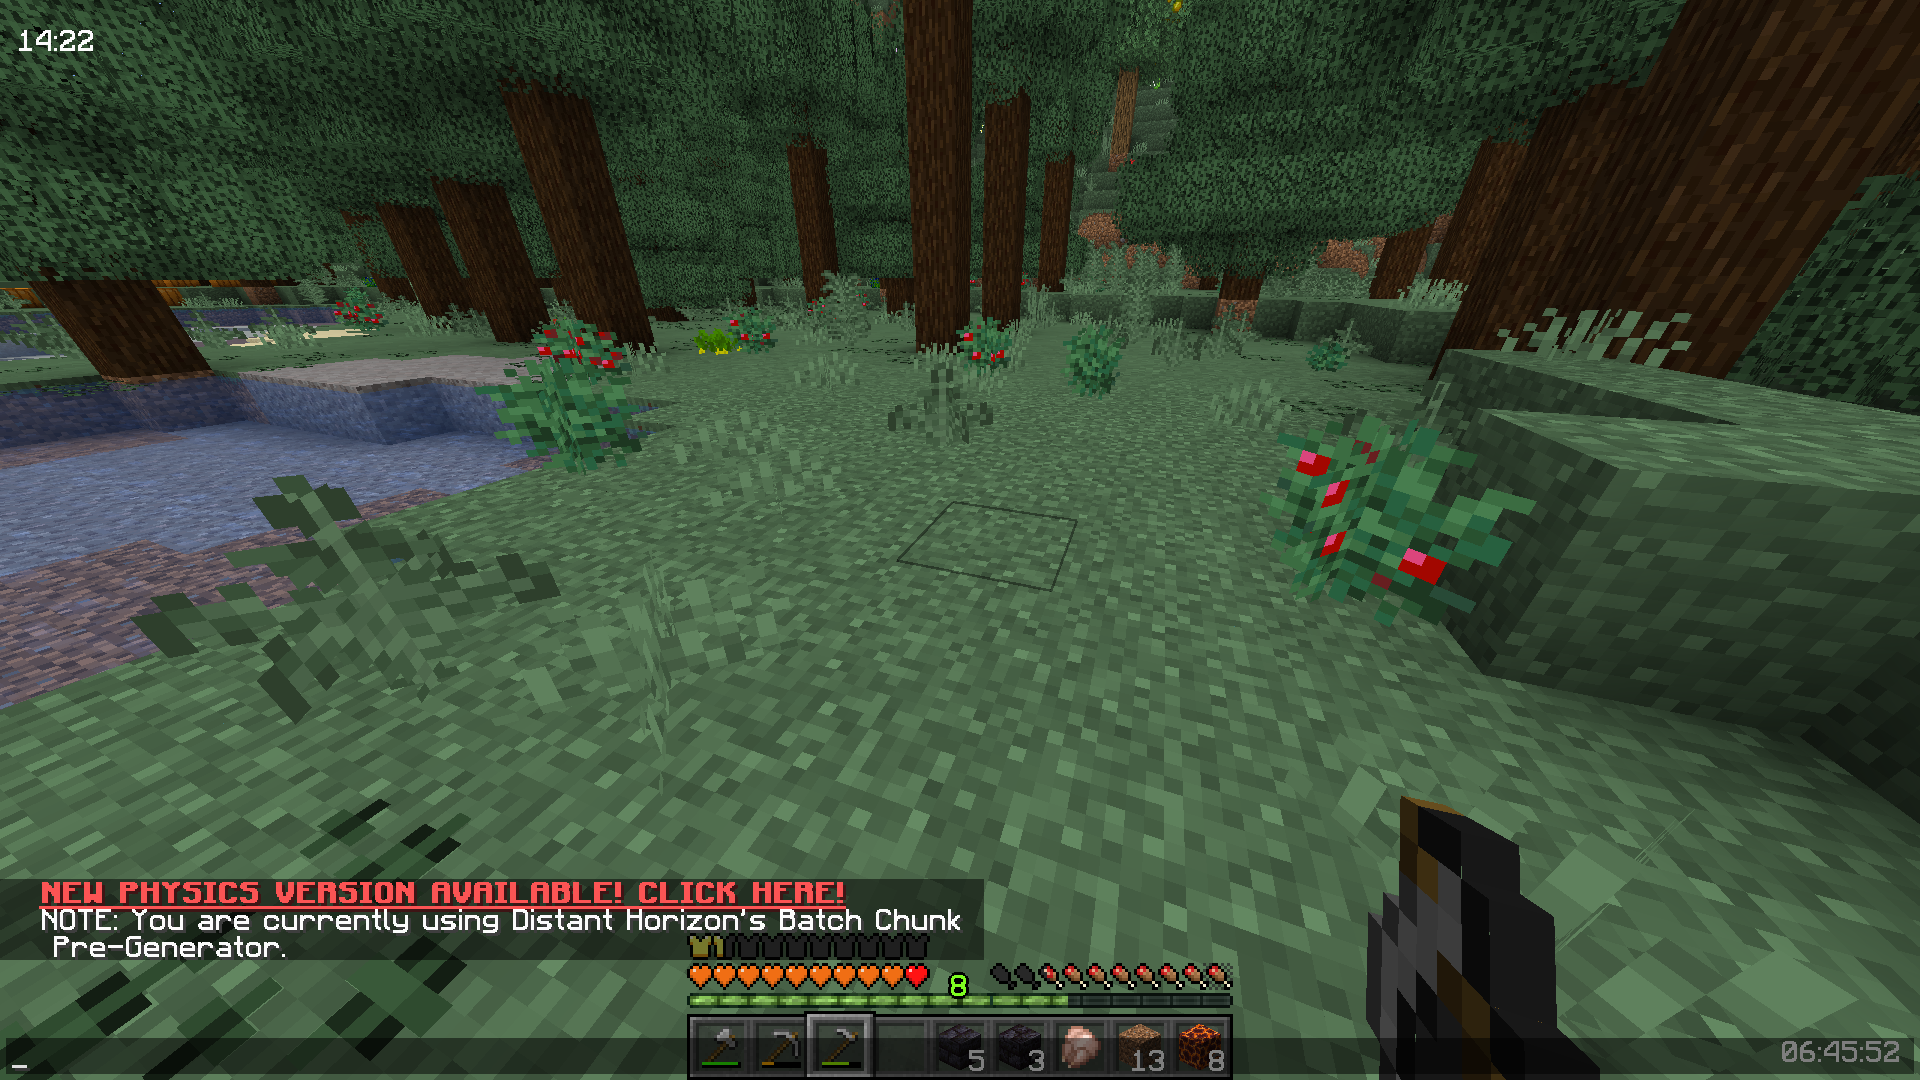 14:22
NEW PHYSICS VERSION AVAILABLE! CLICK HERE!
NOTE: You are currently using Distant Horizon's Batch Chunk
Pre-Generator.
8
5
3
13
8
_
06:45:52